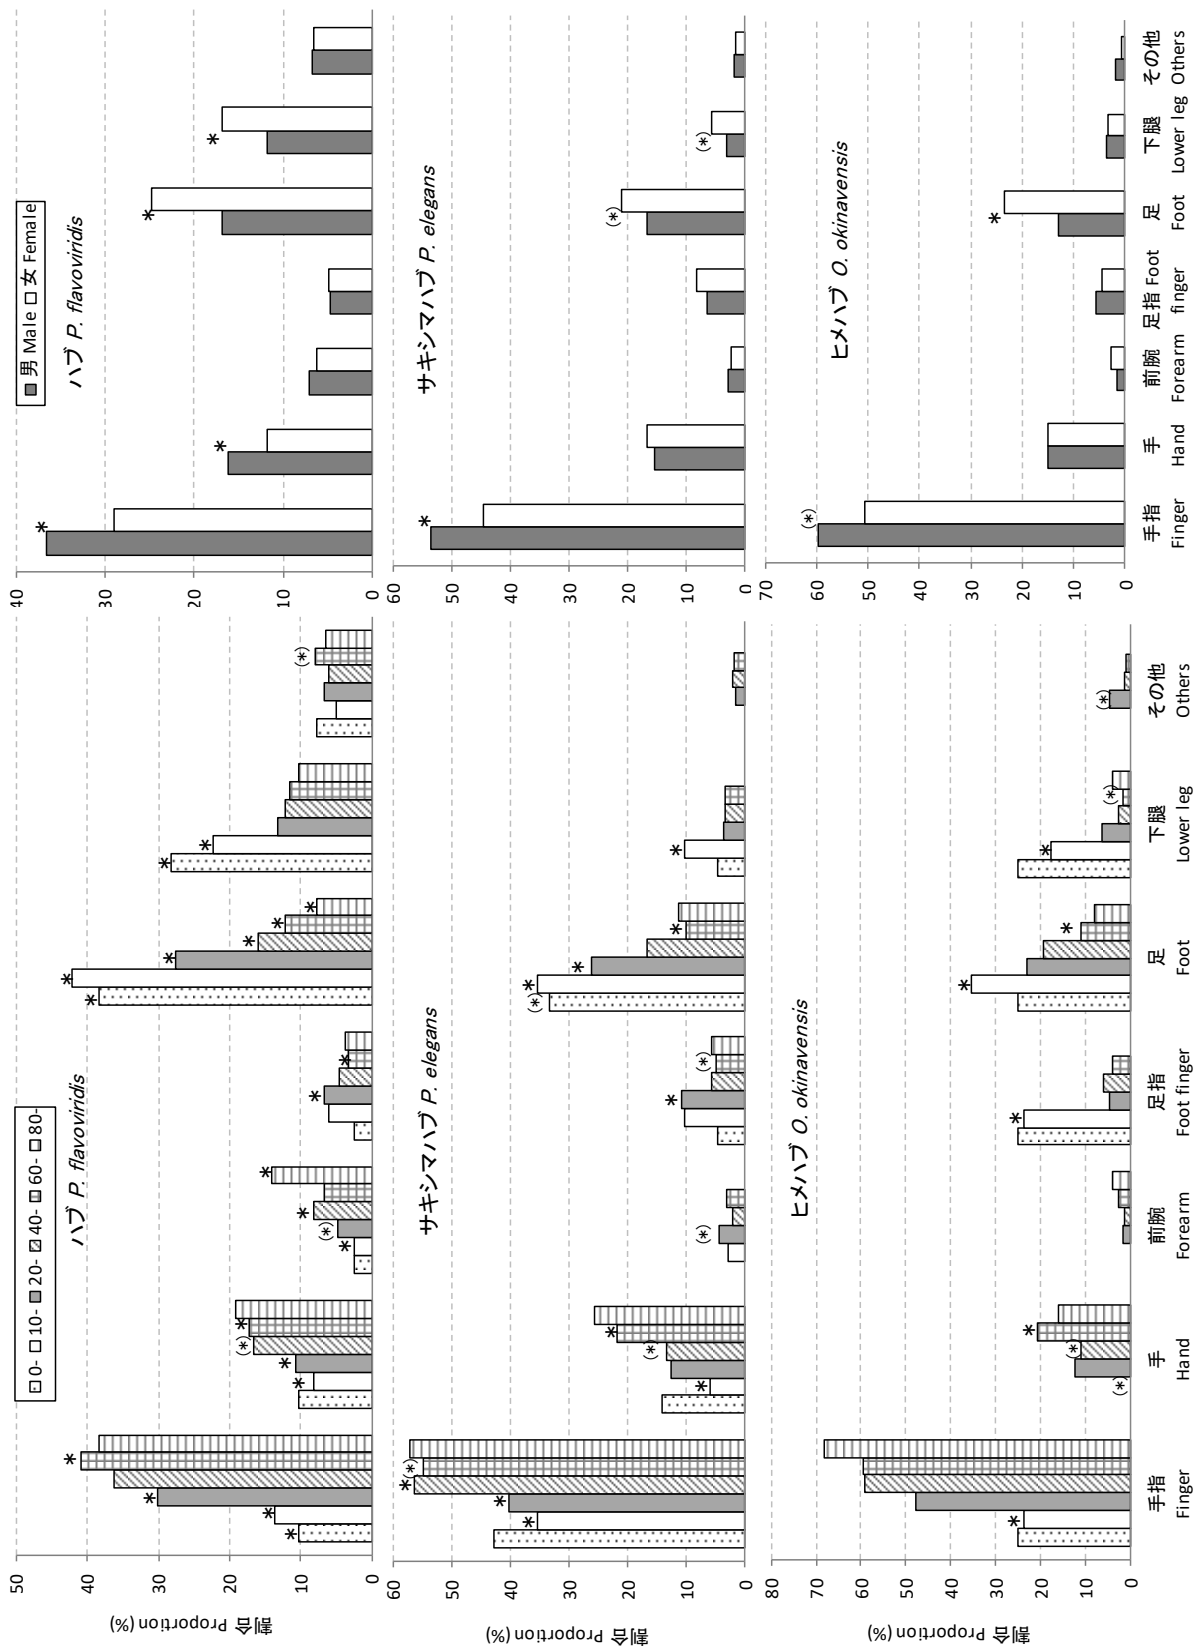 割合 Proportion (%)
50
40
30
20
10
0
0- 10- 20- 40- 60- 80-
ハブ P. flavoviridis
* * * * * * (*) * * (*) * * * * * * * * * * * * (*)
40
30
20
10
0
男 Male 女 Female
ハブ P. flavoviridis
* * * *
割合 Proportion (%)
60
50
40
30
20
10
0
サキシマハブ P. elegans
* * * (*) * (*) * (*) * (*) (*) * * * *
60
50
40
30
20
10
0
サキシマハブ P. elegans
* (*) (*)
割合 Proportion (%)
80
70
60
50
40
30
20
10
0
ヒメハブ O. okinavensis
* (*) (*) * * * * * (*) (*)
手指 手 前腕 足指 足 下腿 その他
Finger Hand Forearm Foot finger Foot Lower leg Others
70
60
50
40
30
20
10
0
ヒメハブ O. okinavensis
(*) *
手指 手 前腕 足指 Foot 足 下腿 その他
Finger Hand Forearm finger Foot Lower leg Others